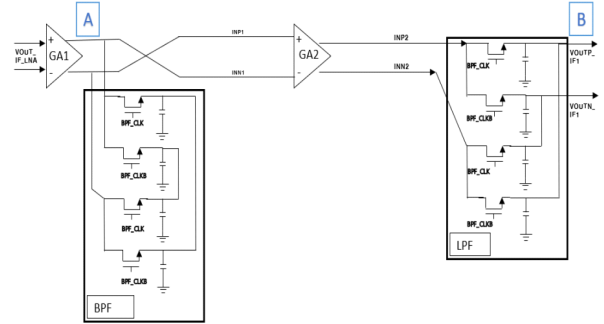 A
B
VOUT_
IF_LNA
+
-
GA1
INP1
INN1
+
-
GA2
INP2
INN2
VOUTP_
IF1
VOUTN_
IF1
BPF_CLK
BPF_CLKB
BPF_CLK
BPF_CLKB
BPF
BPF_CLK
BPF_CLKB
BPF_CLK
BPF_CLKB
LPF